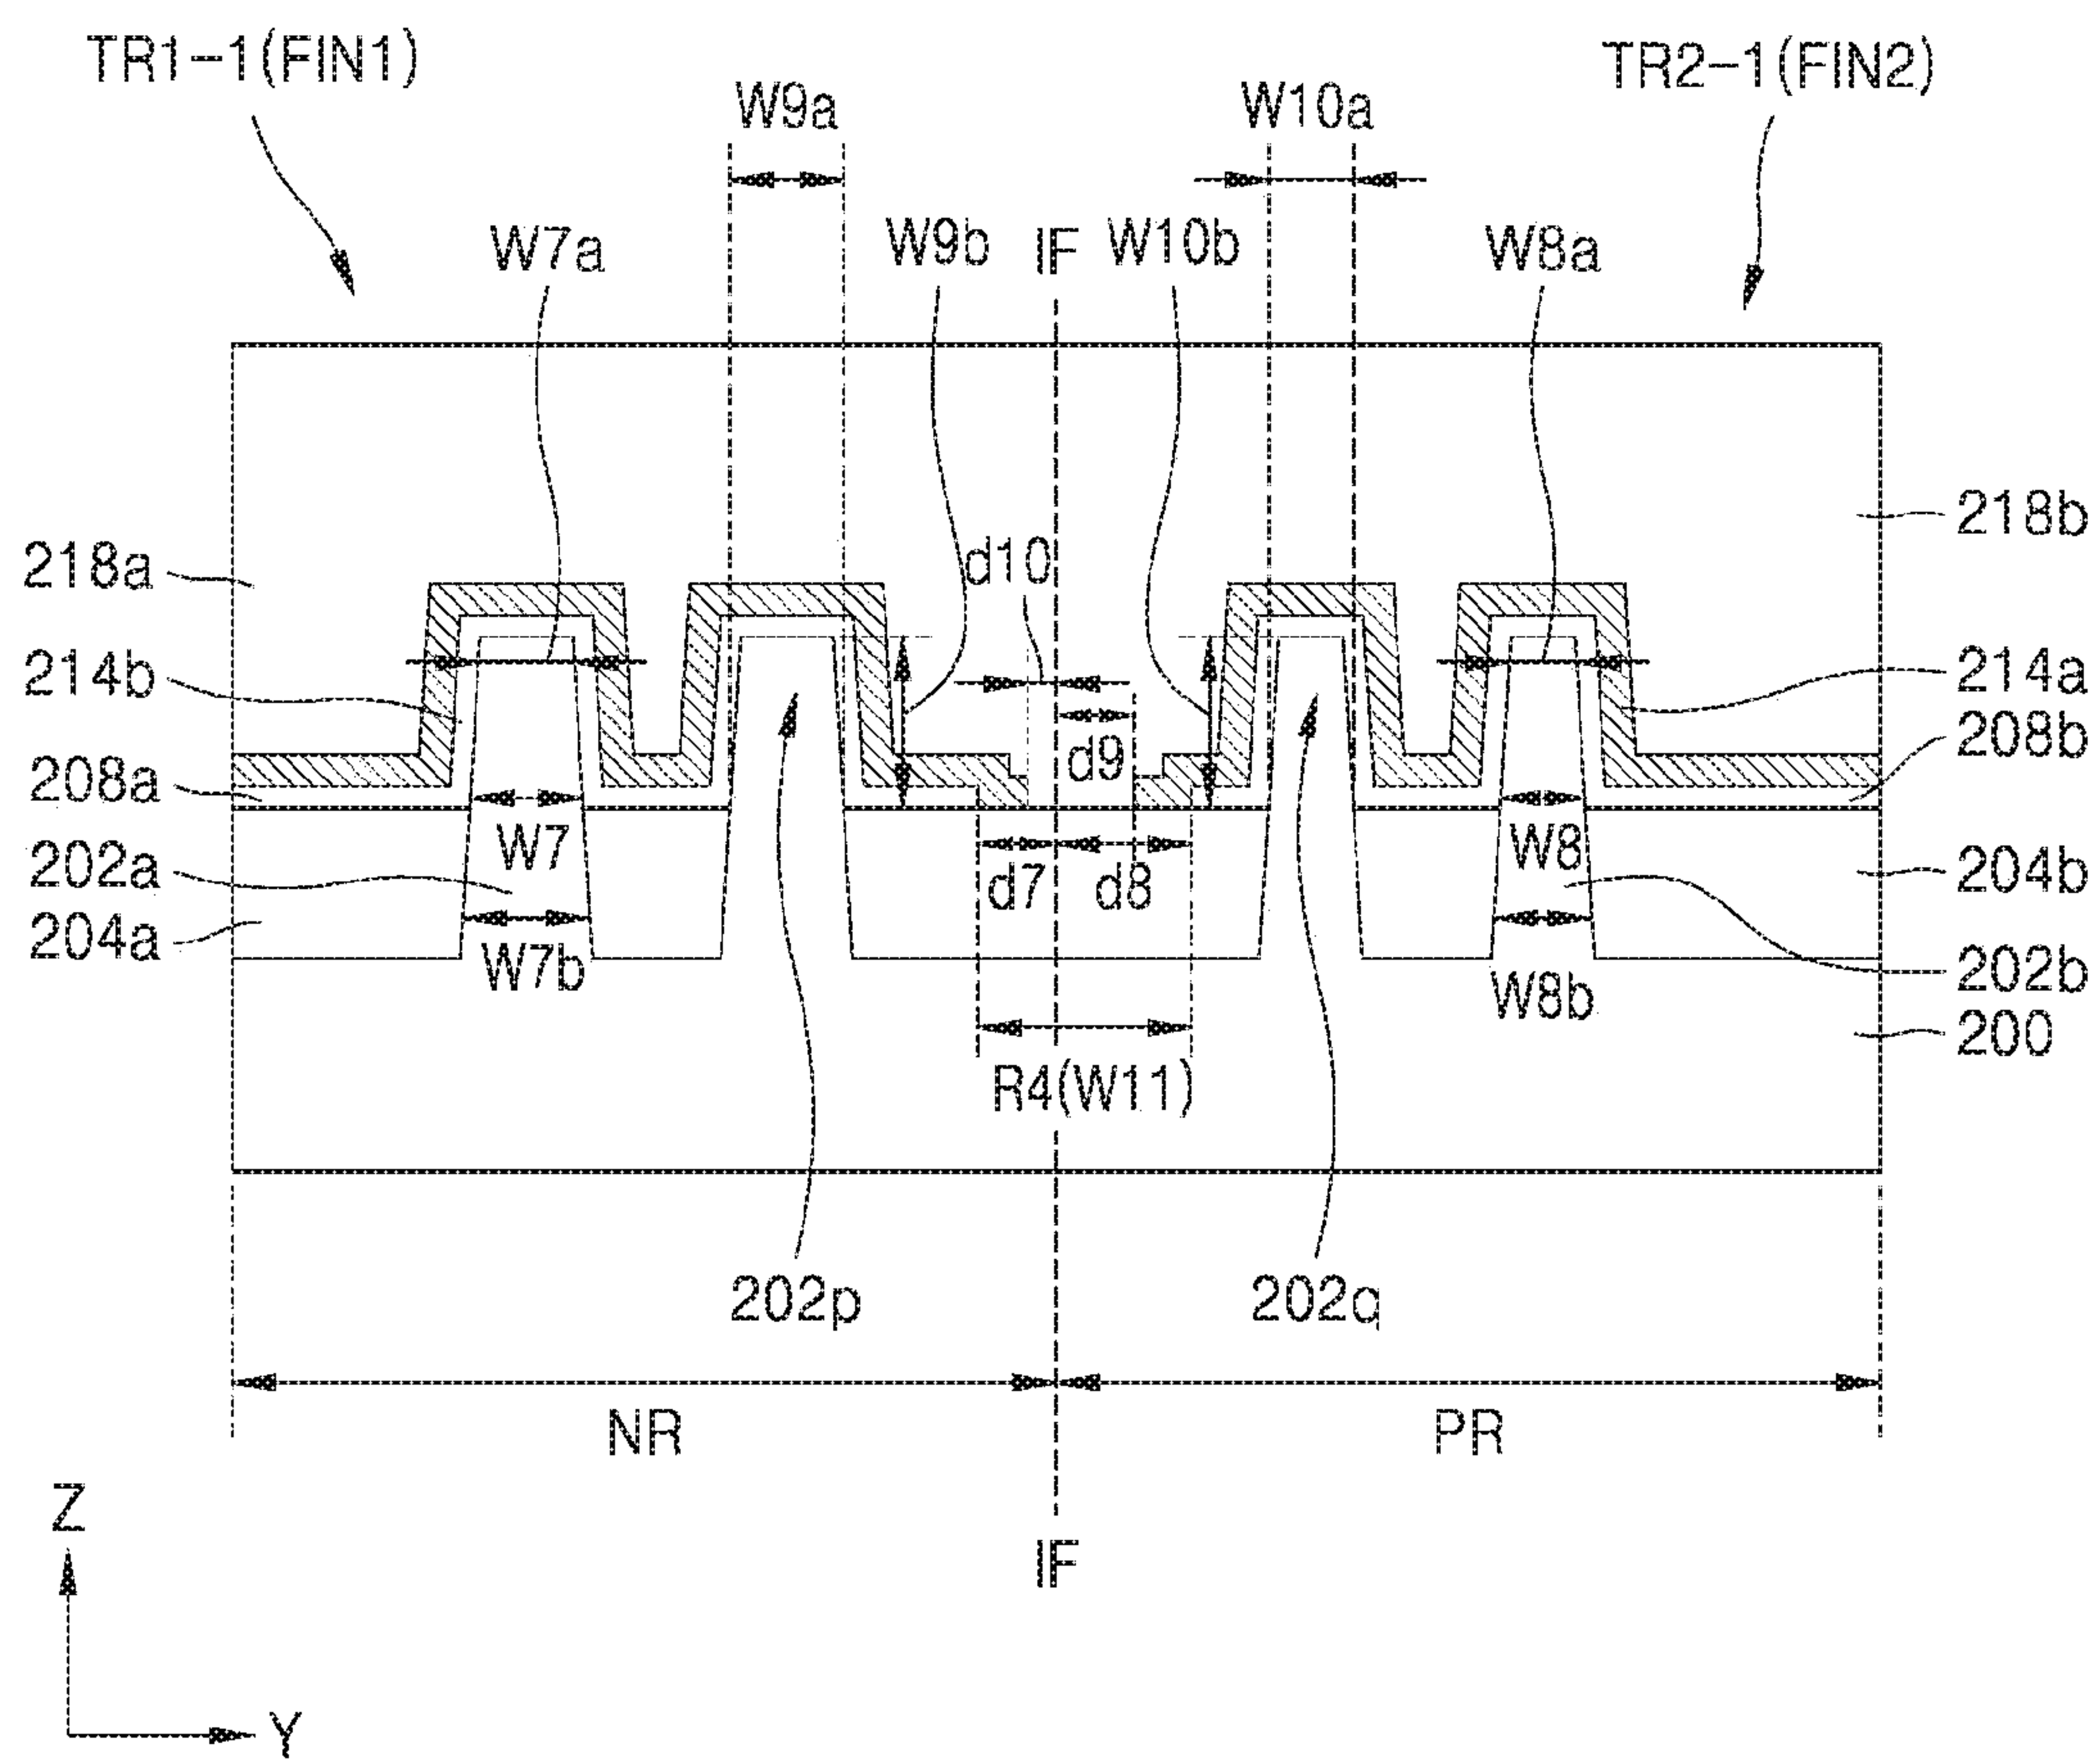 TR1-1(FIN1)
TR2-1(FIN2)
W9a
W10a
W7a
W9b
IF
W10b
W8a
218a
218b
d10
214b
214a
d9
208b
208a
W7
W8
202a
d7
d8
204b
204a
W7b
W8b
202b
200
R4(W11)
202p
202q
NR
PR
Z
IF
Y